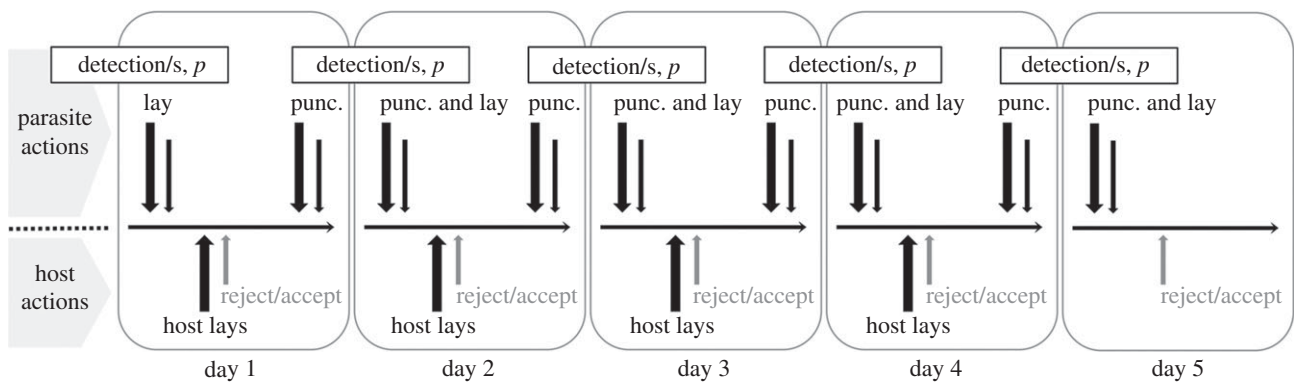 detection/s, p detection/s, p detection/s, p detection/s, p detection/s, p
lay punc. punc. and lay punc. punc. and lay punc. punc. and lay punc. punc. and lay
parasite
actions
host
actions
reject/accept reject/accept reject/accept reject/accept reject/accept
host lays host lays host lays host lays
day 1 day 2 day 3 day 4 day 5